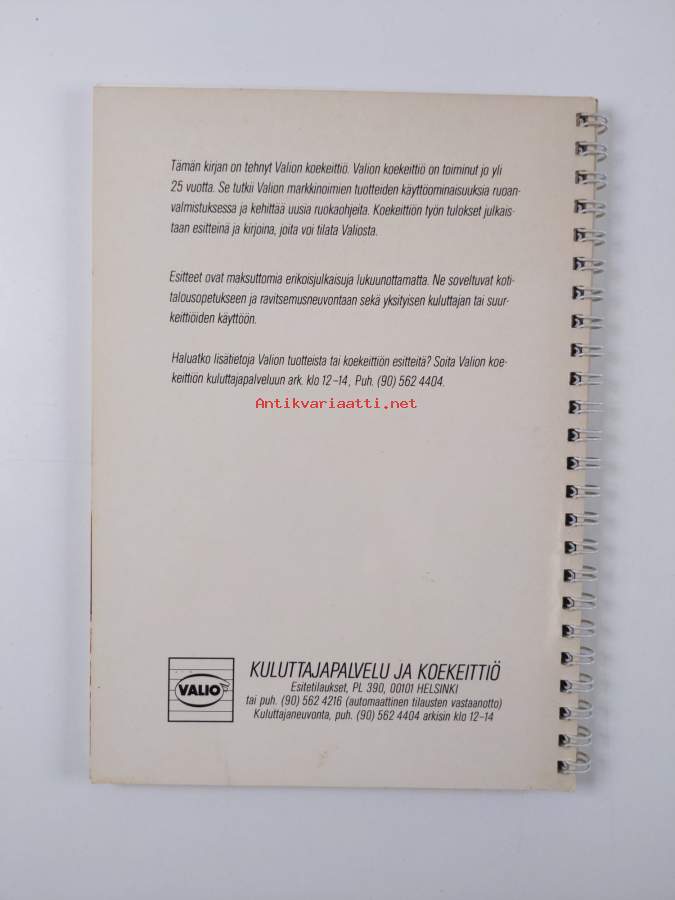 Tämän kirjan on tehnyt Valion koekeittiö. Valion koekeittiö on toiminut jo yli
25 vuotta. Se tutkii Valion markkinoimien tuotteiden käyttöominaisuuksia ruoan-
valmistuksessa ja kehittää uusia ruokaohjeita. Koekeittiön työn tulokset julkais-
taan esitteinä ja kirjoina, joita voi tilata Valiosta.
Esitteet ovat maksuttomia erikoisjulkaisuja lukuunottamatta. Ne soveltuvat koti-
talousopetukseen ja ravitsemusneuvontaan sekä yksityisen kuluttajan tai suur-
keittiöiden käyttöön.
Haluatko lisätietoja Valion tuotteista tai koekeittiön esitteitä? Soita Valion koe-
keittiön kuluttajapalveluun ark. klo 12–14, Puh. (90) 562 4404.
Antikvariaatti.net
VALIO
KULUTTAJAPALVELU JA KOEKEITTIÖ
Esitetilaukset, PL 390, 00101 HELSINKI
tai puh. (90) 562 4216 (automaattinen tilausten vastaanotto)
Kuluttajaneuvonta, puh. (90) 562 4404 arkisin klo 12–14